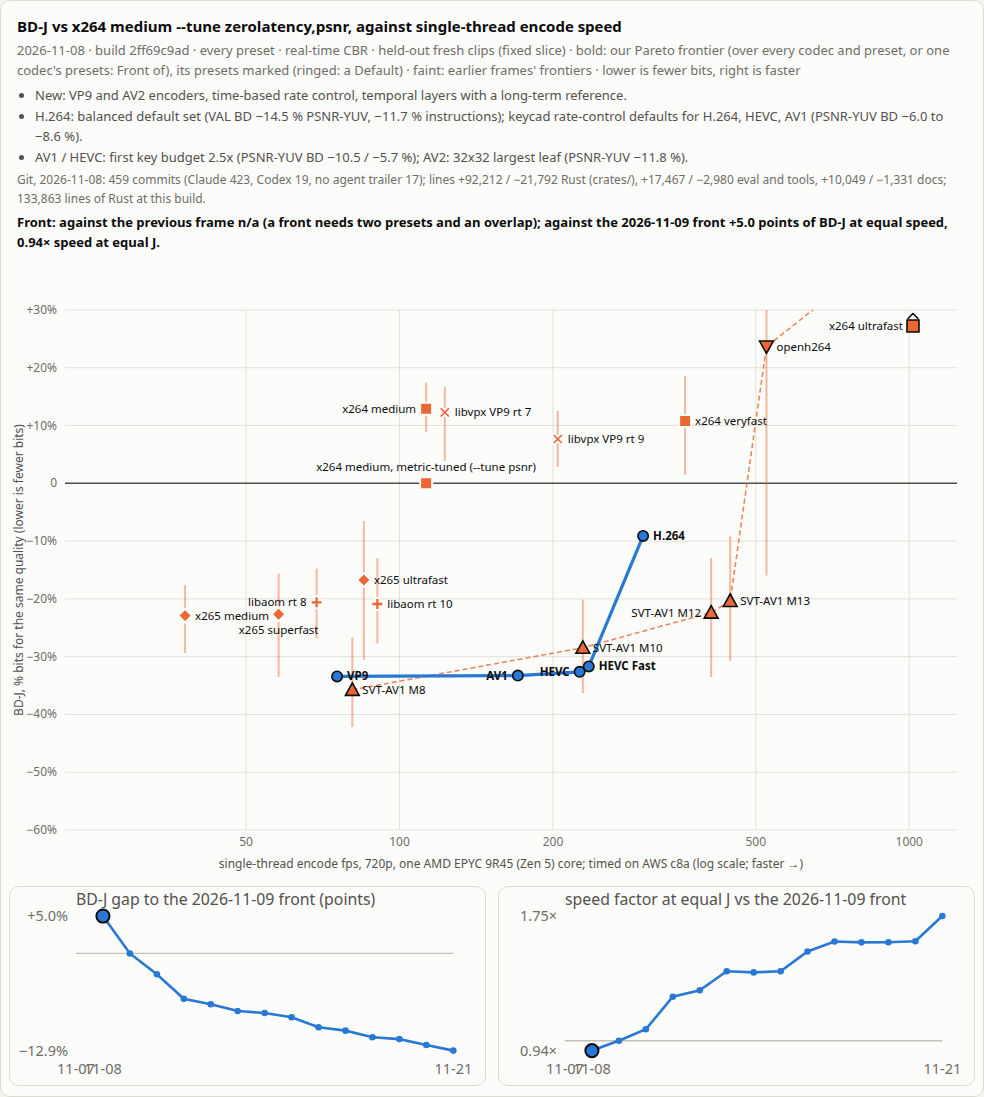 BD-J vs x264 medium --tune zerolatency,psnr, against single-thread encode speed
2026-11-08 · build 2ff69c9ad · every preset · real-time CBR · held-out fresh clips (fixed slice) · bold: our Pareto frontier (over every codec and preset, or one
codec's presets: Front of), its presets marked (ringed: a Default) · faint: earlier frames' frontiers · lower is fewer bits, right is faster
• New: VP9 and AV2 encoders, time-based rate control, temporal layers with a long-term reference.
• H.264: balanced default set (VAL BD −14.5 % PSNR-YUV, −11.7 % instructions); keycad rate-control defaults for H.264, HEVC, AV1 (PSNR-YUV BD −6.0 to
−8.6 %).
• AV1 / HEVC: first key budget 2.5x (PSNR-YUV BD −10.5 / −5.7 %); AV2: 32x32 largest leaf (PSNR-YUV −11.8 %).
Git, 2026-11-08: 459 commits (Claude 423, Codex 19, no agent trailer 17); lines +92,212 / −21,792 Rust (crates/), +17,467 / −2,980 eval and tools, +10,049 / −1,331 docs;
133,863 lines of Rust at this build.
Front: against the previous frame n/a (a front needs two presets and an overlap); against the 2026-11-09 front +5.0 points of BD-J at equal speed,
0.94× speed at equal J.
+30%
x264 ultrafast
openh264
+20%
x264 medium
libvpx VP9 rt 7
x264 veryfast
+10%
libvpx VP9 rt 9
x264 medium, metric-tuned (--tune psnr)
0
H.264
−10%
x265 ultrafast
−20%
libaom rt 8
libaom rt 10
SVT-AV1 M13
x265 medium
SVT-AV1 M12
x265 superfast
SVT-AV1 M10
−30%
HEVC Fast
HEVC
VP9
AV1
SVT-AV1 M8
−40%
−50%
−60%
BD-J, % bits for the same quality (lower is fewer bits)
50
100
200
500
1000
single-thread encode fps, 720p, one AMD EPYC 9R45 (Zen 5) core; timed on AWS c8a (log scale; faster →)
BD-J gap to the 2026-11-09 front (points)
+5.0%
−12.9%
11-07
11-08
11-21
speed factor at equal J vs the 2026-11-09 front
1.75×
0.94×
11-07
11-08
11-21